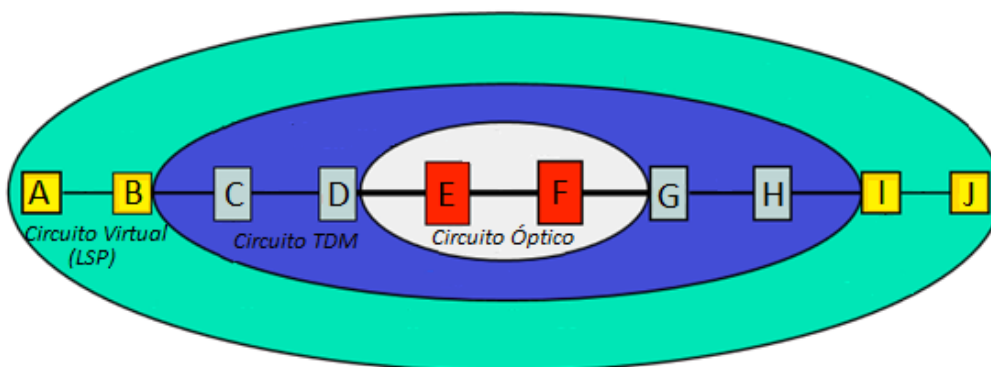 A B C D E F G H I J
Circuito Virtual Circuito TDM Circuito Óptico
(LSP)